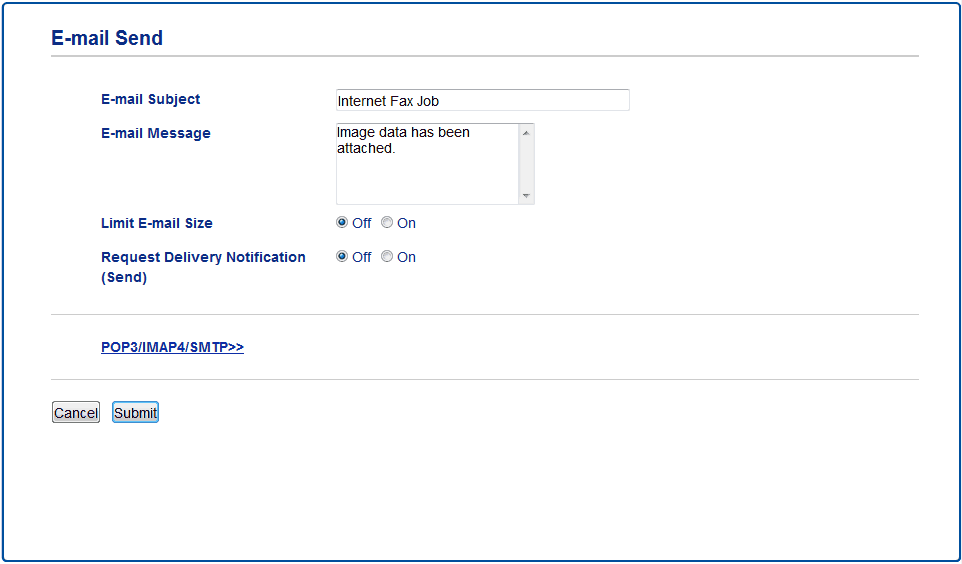 E-mail Send
E-mail Subject
Internet Fax Job
E-mail Message
Image data has been
attached.
Limit E-mail Size
Off On
Request Delivery Notification
(Send)
Off On
POP3/IMAP4/SMTP>>
Cancel Submit